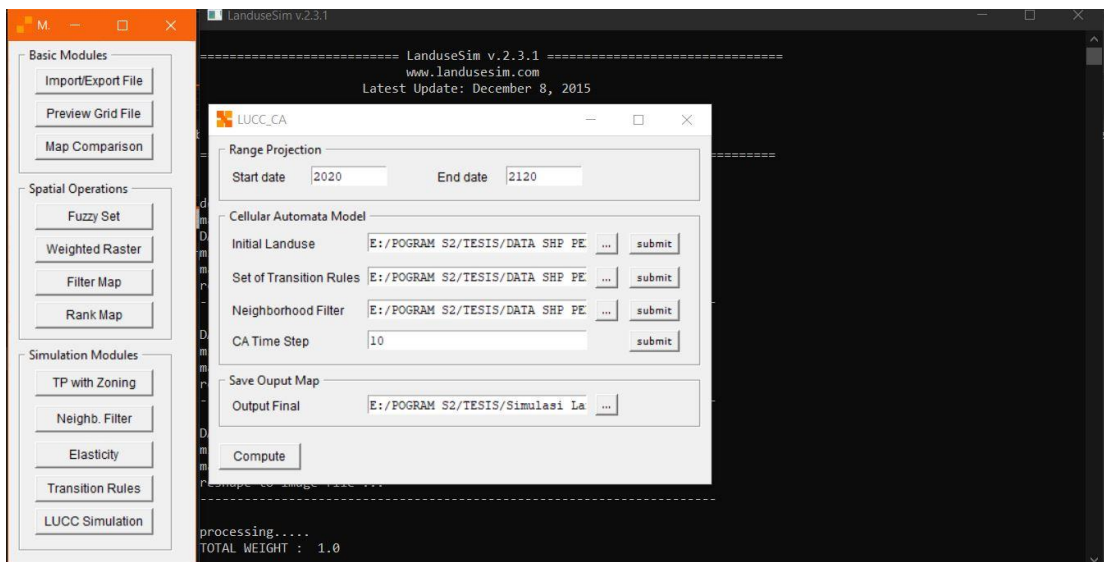 M.
Basic Modules
Import/Export File
Preview Grid File
Map Comparison
Spatial Operations
Fuzzy Set
Weighted Raster
Filter Map
Rank Map
Simulation Modules
TP with Zoning
Neighb. Filter
Elasticity
Transition Rules
LUCC Simulation
LanduseSim v.2.3.1
=========================== LanduseSim v.2.3.1 ================================
www.landusesim.com
Latest Update: December 8, 2015
LUCC_CA
Range Projection
Start date 2020 End date 2120
Cellular Automata Model
Initial Landuse E:/POGRAM S2/TESIS/DATA SHP PE ... submit
Set of Transition Rules E:/POGRAM S2/TESIS/DATA SHP PE. ... submit
Neighborhood Filter E:/POGRAM S2/TESIS/DATA SHP PE ... submit
CA Time Step 10 submit
Save Ouput Map
Output Final E:/POGRAM S2/TESIS/Simulasi La ...
Compute
reshape to image file ...
processing.....
TOTAL WEIGHT : 1.0